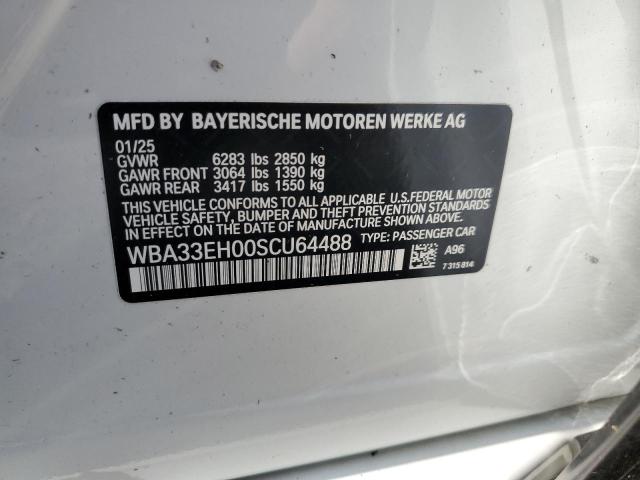 MFD BY BAYERISCHE MOTOREN WERKE AG
01/25
GVWR 6283 lbs 2850 kg
GAWR FRONT 3064 lbs 1390 kg
GAWR REAR 3417 lbs 1550 kg
THIS VEHICLE CONFORMS TO ALL APPLICABLE U.S.FEDERAL MOTOR
VEHICLE SAFETY, BUMPER AND THEFT PREVENTION STANDARDS
IN EFFECT ON THE DATE OF MANUFACTURE SHOWN ABOVE.
WBA33EH00SCU64488 TYPE: PASSENGER CAR
A96
7 315 814